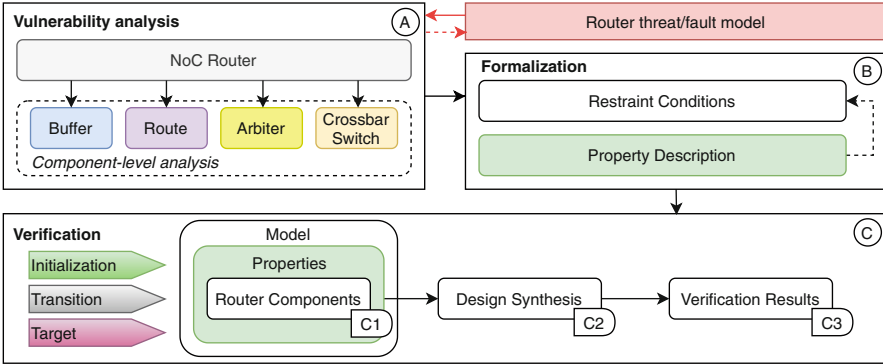 Vulnerability analysis
A
Router threat/fault model
NoC Router
Buffer
Route
Arbiter
Crossbar
Switch
Component-level analysis
Formalization
B
Restraint Conditions
Property Description
Verification
C
Initialization
Transition
Target
Model
Properties
Router Components
C1
Design Synthesis
C2
Verification Results
C3